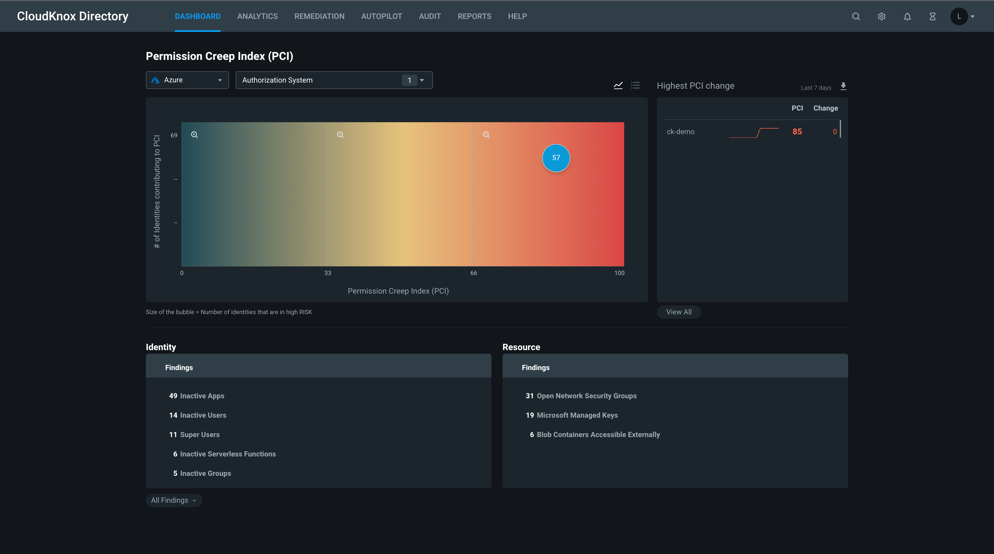 CloudKnox Directory
DASHBOARD ANALYTICS REMEDIATION AUTOPILOT AUDIT REPORTS HELP
L
Permission Creep Index (PCI)
Azure
Authorization System 1
# of Identities contributing to PCI
69
57
0 33 66 100
Permission Creep Index (PCI)
Size of the bubble = Number of identities that are in high RISK
Highest PCI change
Last 7 days
PCI Change
ck-demo 85 0
View All
Identity
Findings
49 Inactive Apps
14 Inactive Users
11 Super Users
6 Inactive Serverless Functions
5 Inactive Groups
All Findings
Resource
Findings
31 Open Network Security Groups
19 Microsoft Managed Keys
6 Blob Containers Accessible Externally